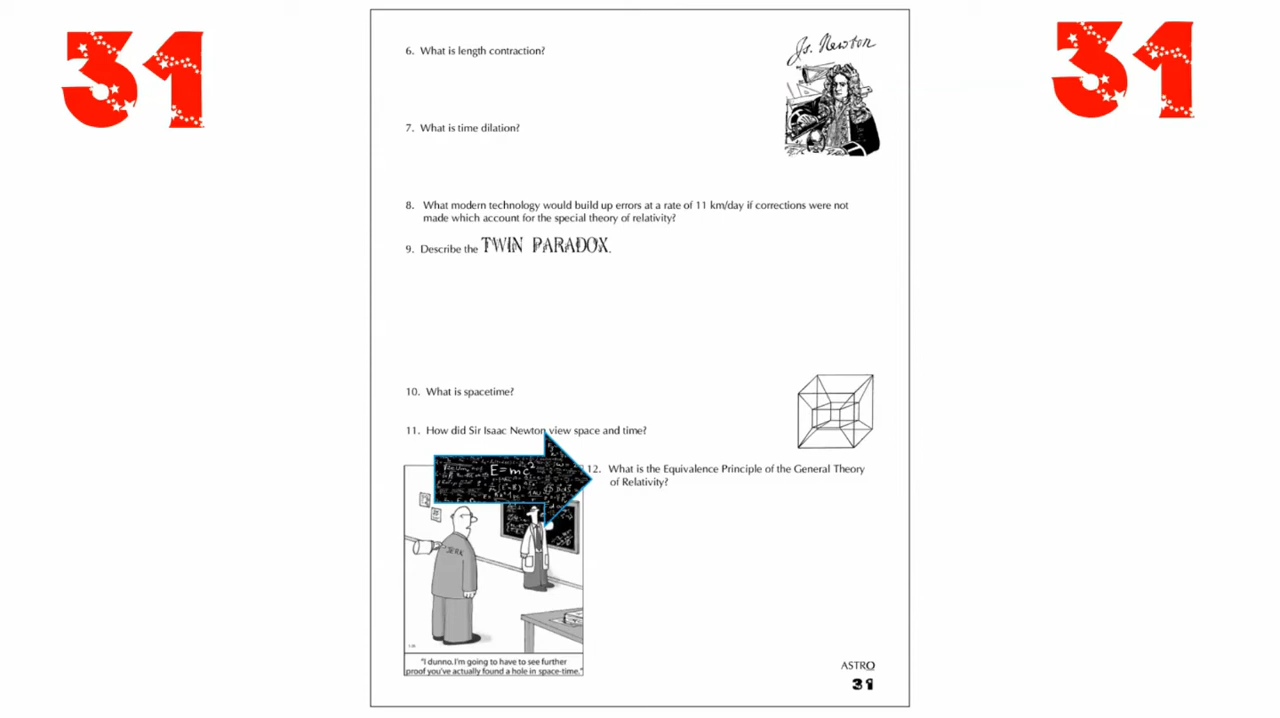 31
31
6. What is length contraction?
Js. Newton
7. What is time dilation?
8. What modern technology would build up errors at a rate of 11 km/day if corrections were not
made which account for the special theory of relativity?
9. Describe the TWIN PARADOX.
10. What is spacetime?
11. How did Sir Isaac Newton view space and time?
12. What is the Equivalence Principle of the General Theory
of Relativity?
E=mc²
"I dunno. I'm going to have to see further
proof you've actually found a hole in space-time."
ASTRO
31